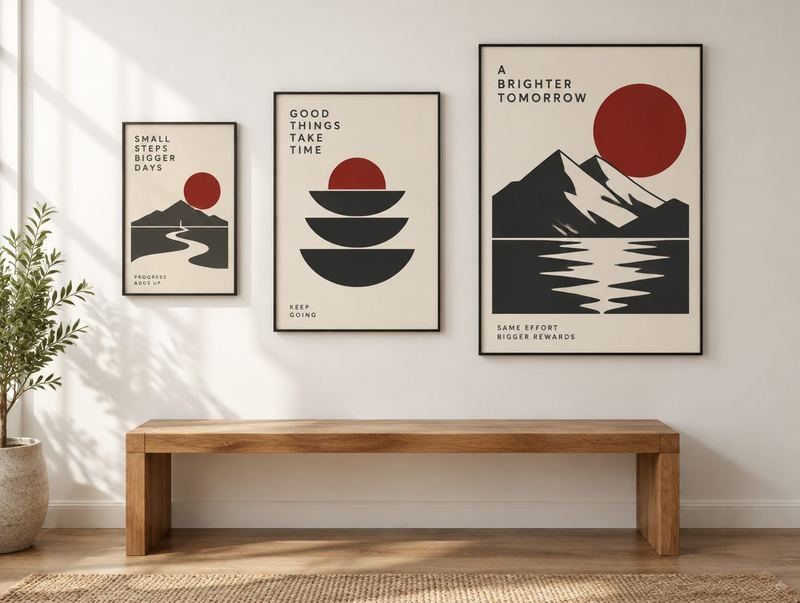 SMALL
STEPS
BIGGER
DAYS
PROGRESS
ADDS UP
GOOD
THINGS
TAKE
TIME
KEEP
GOING
A
BRIGHTER
TOMORROW
SAME EFFORT
BIGGER REWARDS